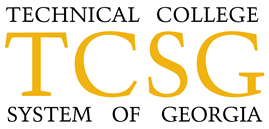 TECHNICAL COLLEGE
TCSG
SYSTEM OF GEORGIA